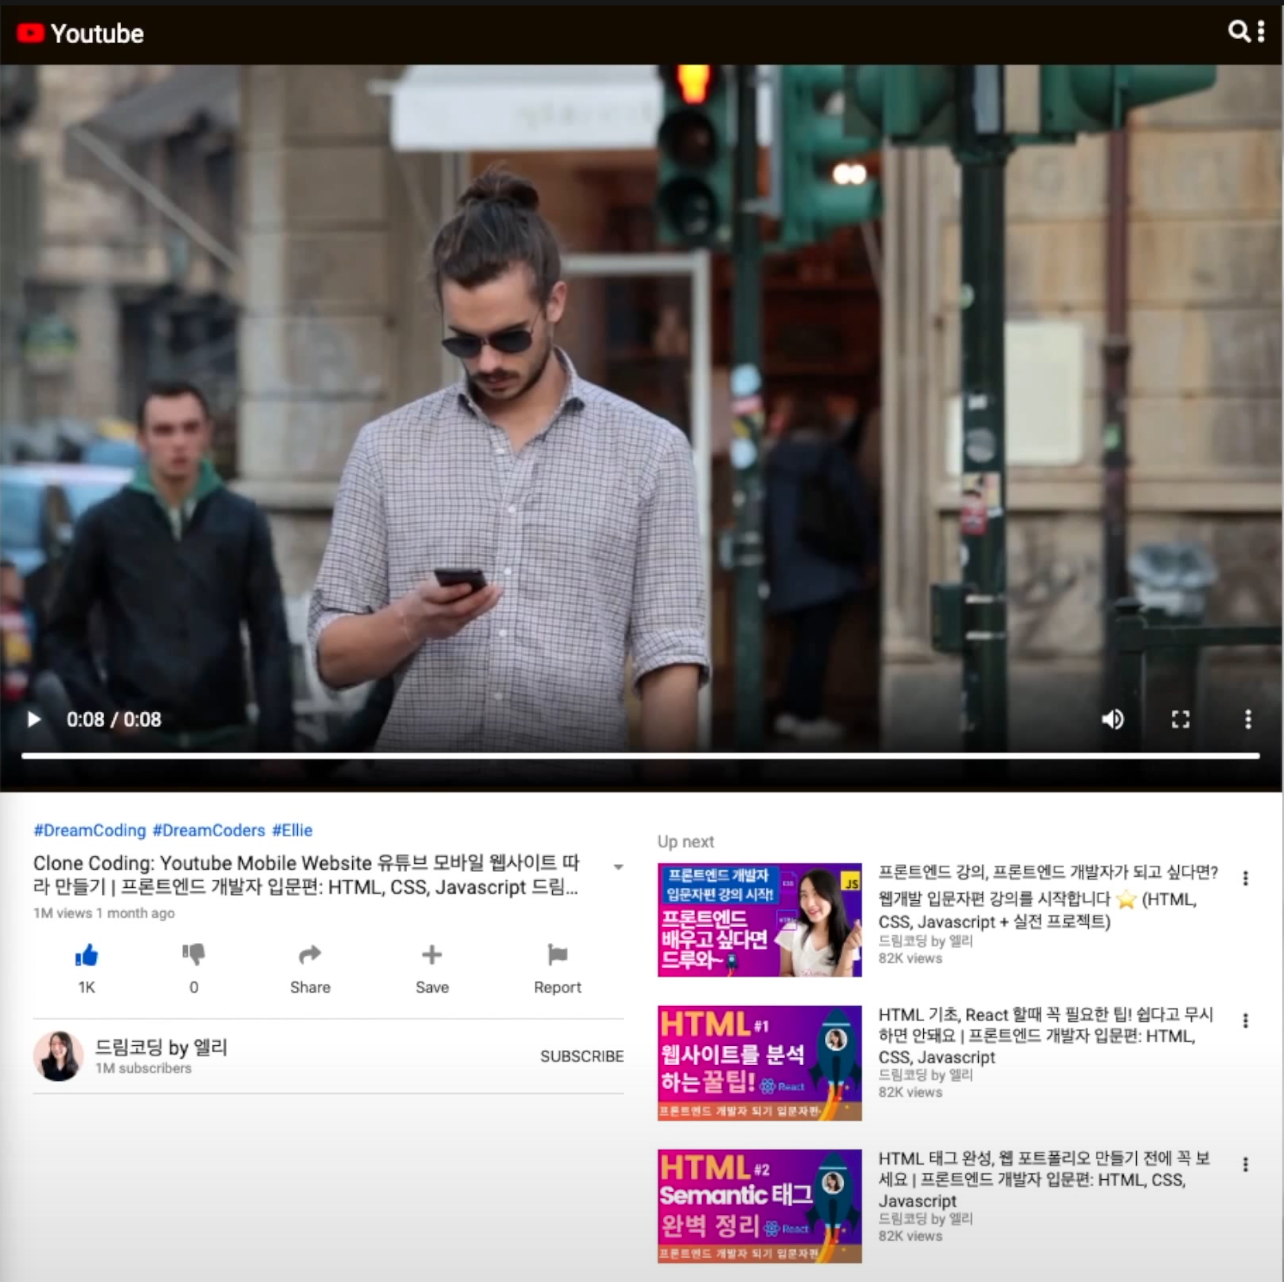 Youtube
0:08 / 0:08
#DreamCoding #DreamCoders #Ellie
Clone Coding: Youtube Mobile Website 유튜브 모바일 웹사이트 따
라 만들기 | 프론트엔드 개발자 입문편: HTML, CSS, Javascript 드림...
1M views 1 month ago
1K
0
Share
Save
Report
드림코딩 by 엘리
1M subscribers
SUBSCRIBE
Up next
프론트엔드 개발자
입문자편 강의 시작!
CSS
JS
프론트엔드
배우고 싶다면
드루와~
프론트엔드 강의, 프론트엔드 개발자가 되고 싶다면?
웹개발 입문자편 강의를 시작합니다 ⭐ (HTML,
CSS, Javascript + 실전 프로젝트)
드림코딩 by 엘리
82K views
HTML #1
웹사이트를 분석
하는 꿀팁! React
프론트엔드 개발자 되기 입문자편
HTML 기초, React 할때 꼭 필요한 팁! 쉽다고 무시
하면 안돼요 | 프론트엔드 개발자 입문편: HTML,
CSS, Javascript
드림코딩 by 엘리
82K views
HTML #2
Semantic 태그
완벽 정리 React
프론트엔드 개발자 되기 입문자편
HTML 태그 완성, 웹 포트폴리오 만들기 전에 꼭 보
세요 | 프론트엔드 개발자 입문편: HTML, CSS,
Javascript
드림코딩 by 엘리
82K views